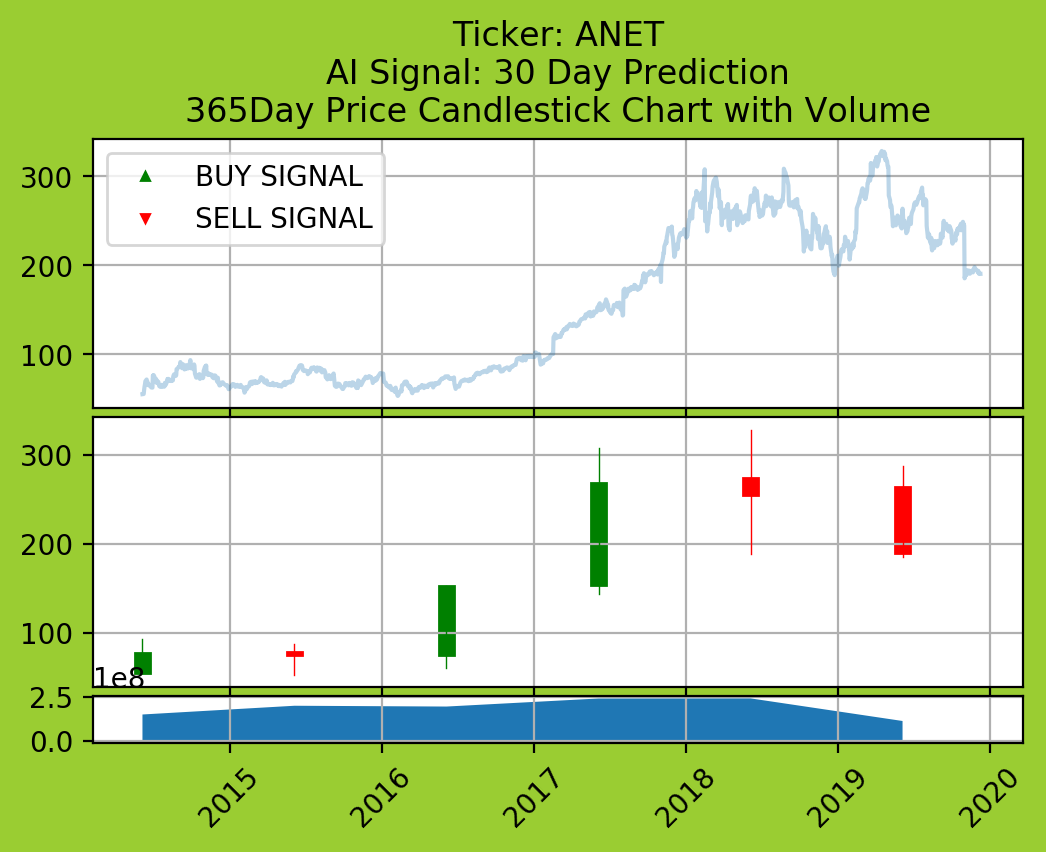 Ticker: ANET
AI Signal: 30 Day Prediction
365Day Price Candlestick Chart with Volume
BUY SIGNAL
SELL SIGNAL
300
200
100
300
200
100
1e8
2.5
0.0
2015
2016
2017
2018
2019
2020